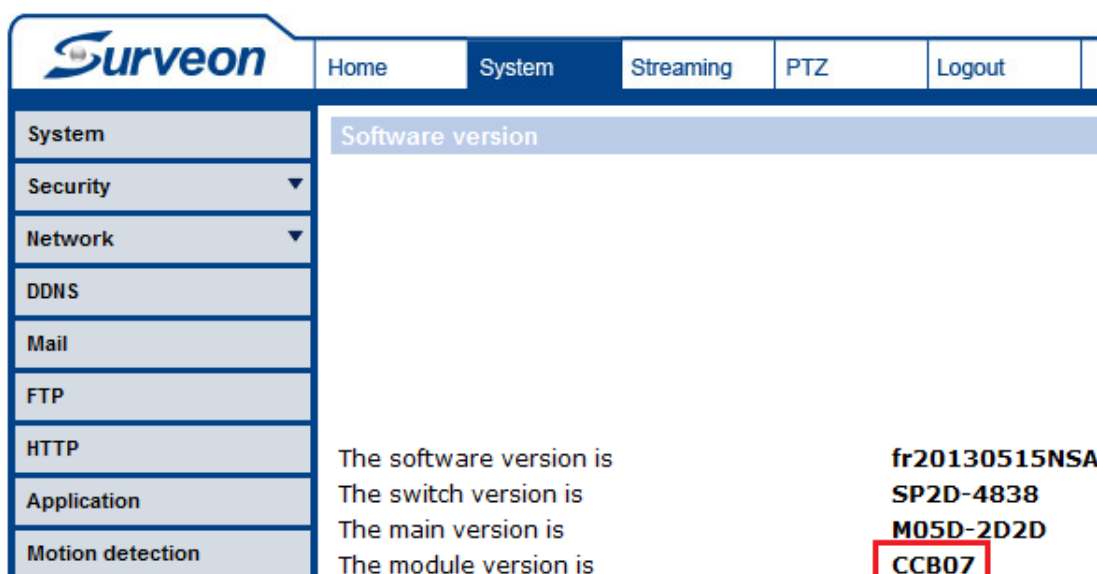 Surveon
Home System Streaming PTZ Logout
System
Software version
Security
Network
DDNS
Mail
FTP
HTTP
Application
Motion detection
The software version is fr20130515NSA
The switch version is SP2D-4838
The main version is M05D-2D2D
The module version is CCB07